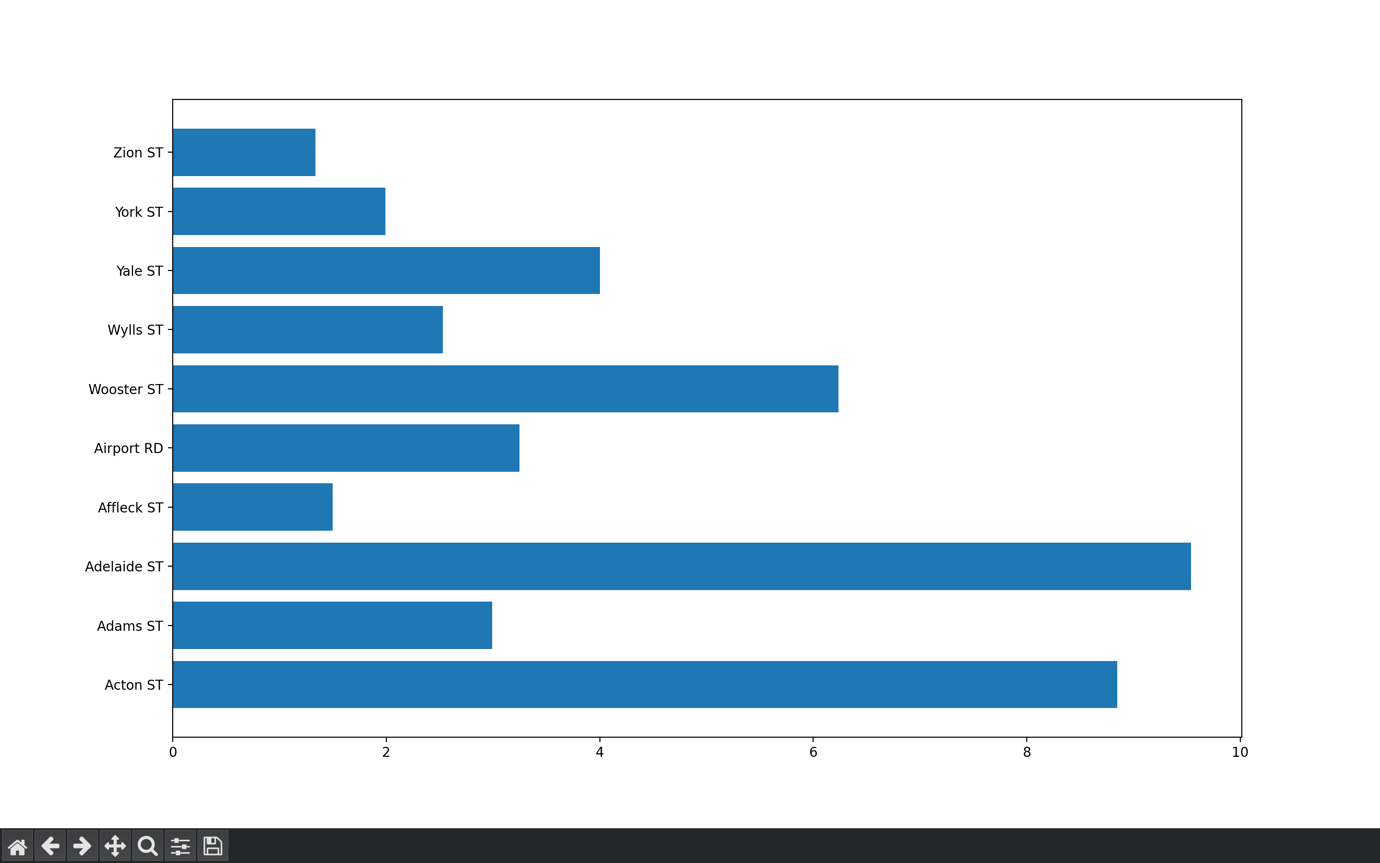 Zion ST
York ST
Yale ST
Wylls ST
Wooster ST
Airport RD
Affleck ST
Adelaide ST
Adams ST
Acton ST
0 2 4 6 8 10